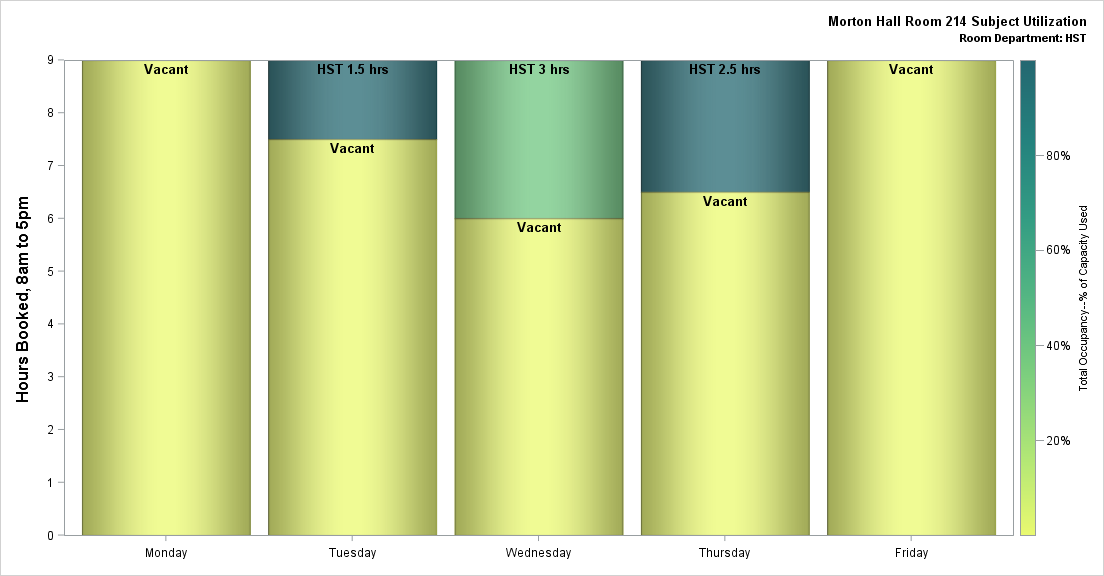 Morton Hall Room 214 Subject Utilization
Room Department: HST
Hours Booked, 8am to 5pm
9
8
7
6
5
4
3
2
1
0
Vacant
HST 1.5 hrs
Vacant
HST 3 hrs
Vacant
HST 2.5 hrs
Vacant
Vacant
Monday
Tuesday
Wednesday
Thursday
Friday
80%
60%
40%
20%
Total Occupancy--% of Capacity Used